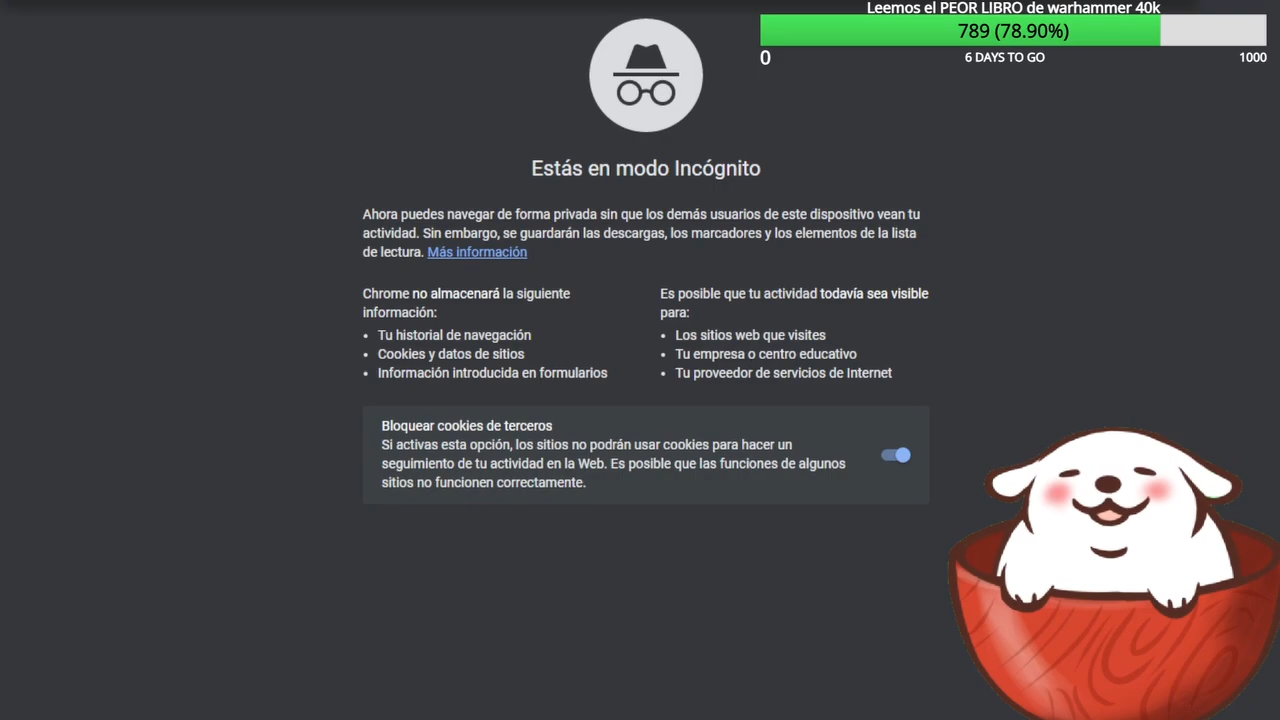 Leemos el PEOR LIBRO de warhammer 40k
789 (78.90%)
0
6 DAYS TO GO
1000
Estás en modo Incógnito
Ahora puedes navegar de forma privada sin que los demás usuarios de este dispositivo vean tu
actividad. Sin embargo, se guardarán las descargas, los marcadores y los elementos de la lista
de lectura. Más información
Chrome no almacenará la siguiente
información:
• Tu historial de navegación
• Cookies y datos de sitios
• Información introducida en formularios
Es posible que tu actividad todavía sea visible
para:
• Los sitios web que visites
• Tu empresa o centro educativo
• Tu proveedor de servicios de Internet
Bloquear cookies de terceros
Si activas esta opción, los sitios no podrán usar cookies para hacer un
seguimiento de tu actividad en la Web. Es posible que las funciones de algunos
sitios no funcionen correctamente.